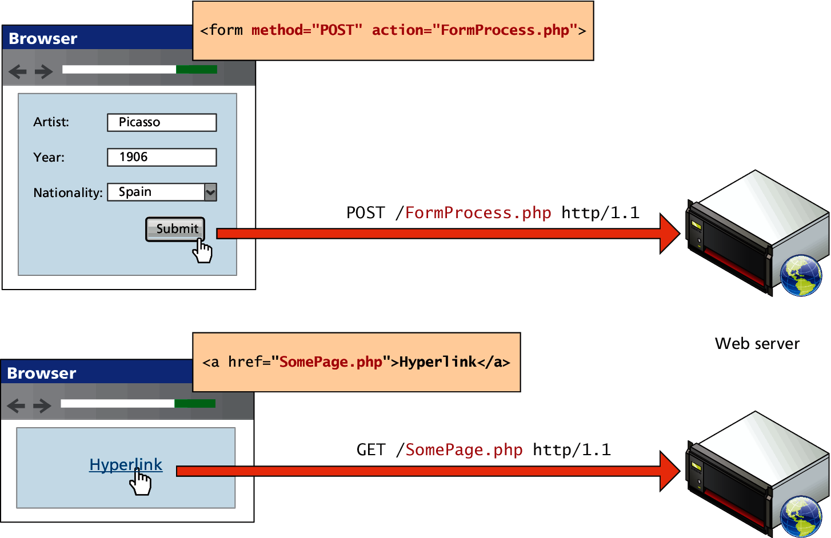 <form method="POST" action="FormProcess.php">
Browser
Artist: Picasso
Year: 1906
Nationality: Spain
Submit
POST /FormProcess.php http/1.1
Web server
<a href="SomePage.php">Hyperlink</a>
Browser
Hyperlink
GET /SomePage.php http/1.1